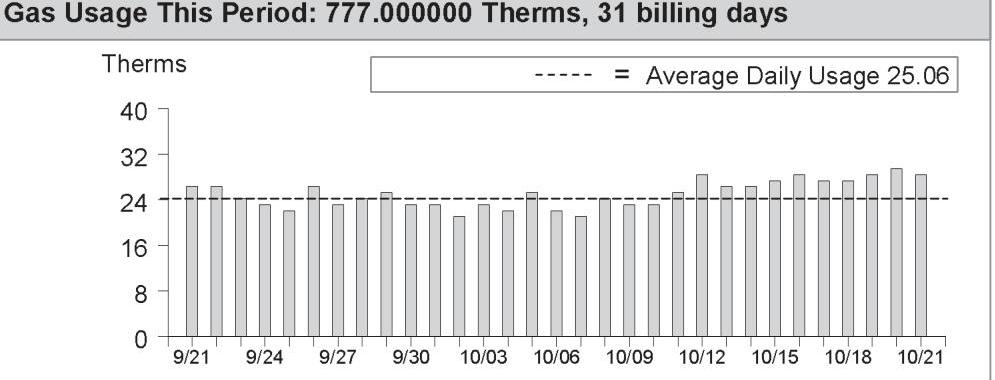 Gas Usage This Period: 777.000000 Therms, 31 billing days
Therms
----- = Average Daily Usage 25.06
40
32
24
16
8
0
9/21 9/24 9/27 9/30 10/03 10/06 10/09 10/12 10/15 10/18 10/21